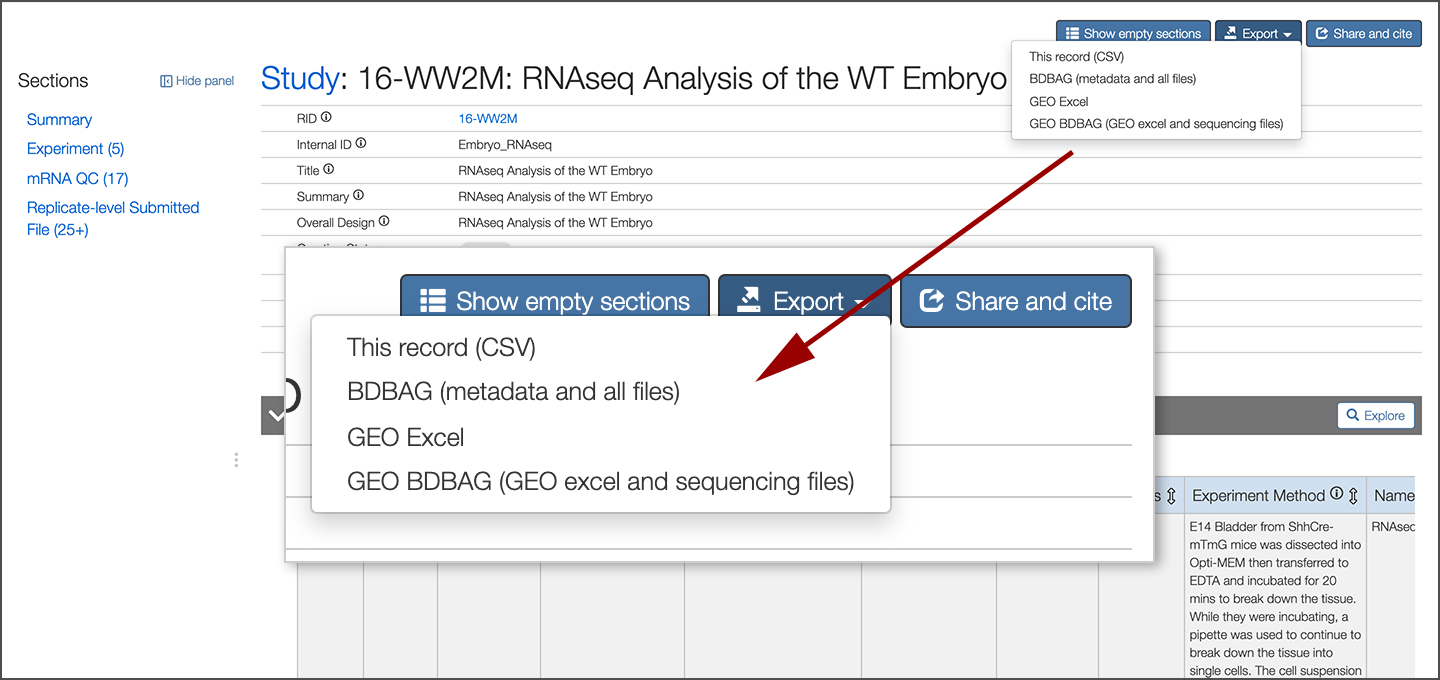 Show empty sections
Export
Share and cite
This record (CSV)
BDBAG (metadata and all files)
GEO Excel
GEO BDBAG (GEO excel and sequencing files)
Sections
Hide panel
Summary
Experiment (5)
mRNA QC (17)
Replicate-level Submitted
File (25+)
Study: 16-WW2M: RNAseq Analysis of the WT Embryo
RID
16-WW2M
Internal ID
Embryo_RNAseq
Title
RNAseq Analysis of the WT Embryo
Summary
RNAseq Analysis of the WT Embryo
Overall Design
RNAseq Analysis of the WT Embryo
Show empty sections
Export
Share and cite
This record (CSV)
BDBAG (metadata and all files)
GEO Excel
GEO BDBAG (GEO excel and sequencing files)
Explore
s
Experiment Method
Name
E14 Bladder from ShhCre-
mTmG mice was dissected into
Opti-MEM then transferred to
EDTA and incubated for 20
mins to break down the tissue.
While they were incubating, a
pipette was used to continue to
break down the tissue into
single cells. The cell suspension
RNAsec